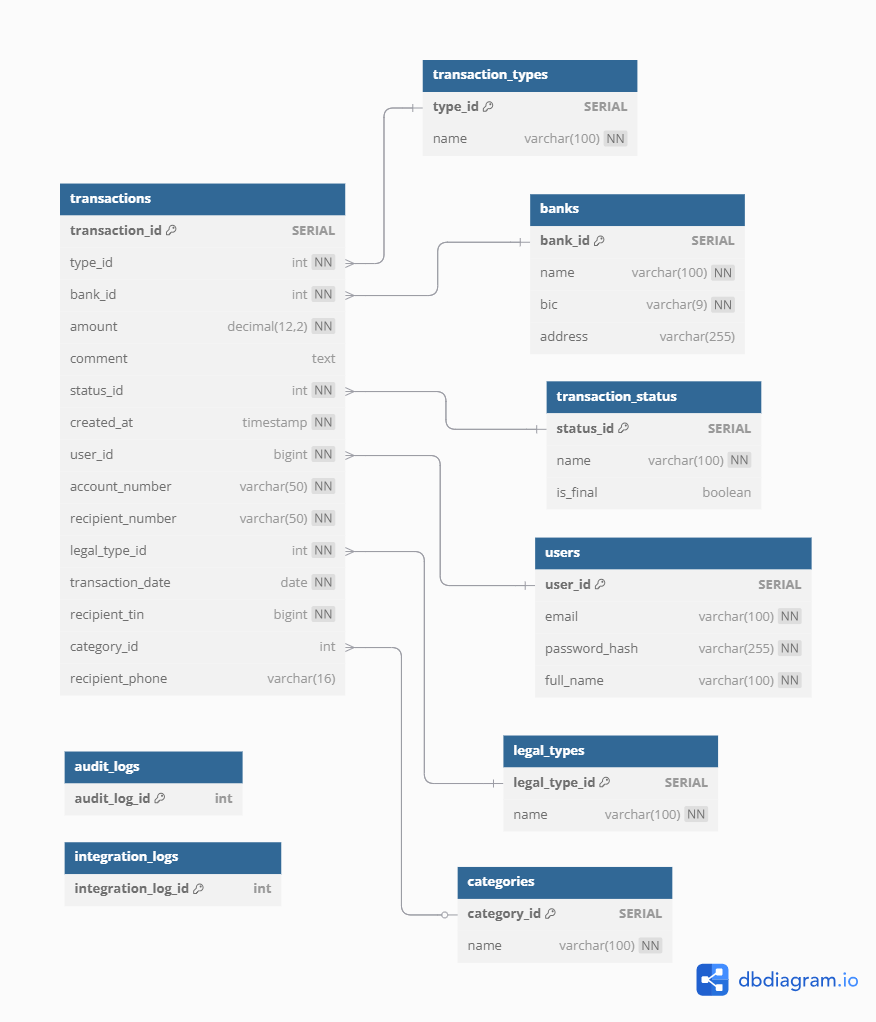 transaction_types
type_id SERIAL
name varchar(100) NN
transactions
transaction_id SERIAL
type_id int NN
bank_id int NN
amount decimal(12,2) NN
comment text
status_id int NN
created_at timestamp NN
user_id bigint NN
account_number varchar(50) NN
recipient_number varchar(50) NN
legal_type_id int NN
transaction_date date NN
recipient_tin bigint NN
category_id int
recipient_phone varchar(16)
banks
bank_id SERIAL
name varchar(100) NN
bic varchar(9) NN
address varchar(255)
transaction_status
status_id SERIAL
name varchar(100) NN
is_final boolean
users
user_id SERIAL
email varchar(100) NN
password_hash varchar(255) NN
full_name varchar(100) NN
legal_types
legal_type_id SERIAL
name varchar(100) NN
audit_logs
audit_log_id int
integration_logs
integration_log_id int
categories
category_id SERIAL
name varchar(100) NN
dbdiagram.io